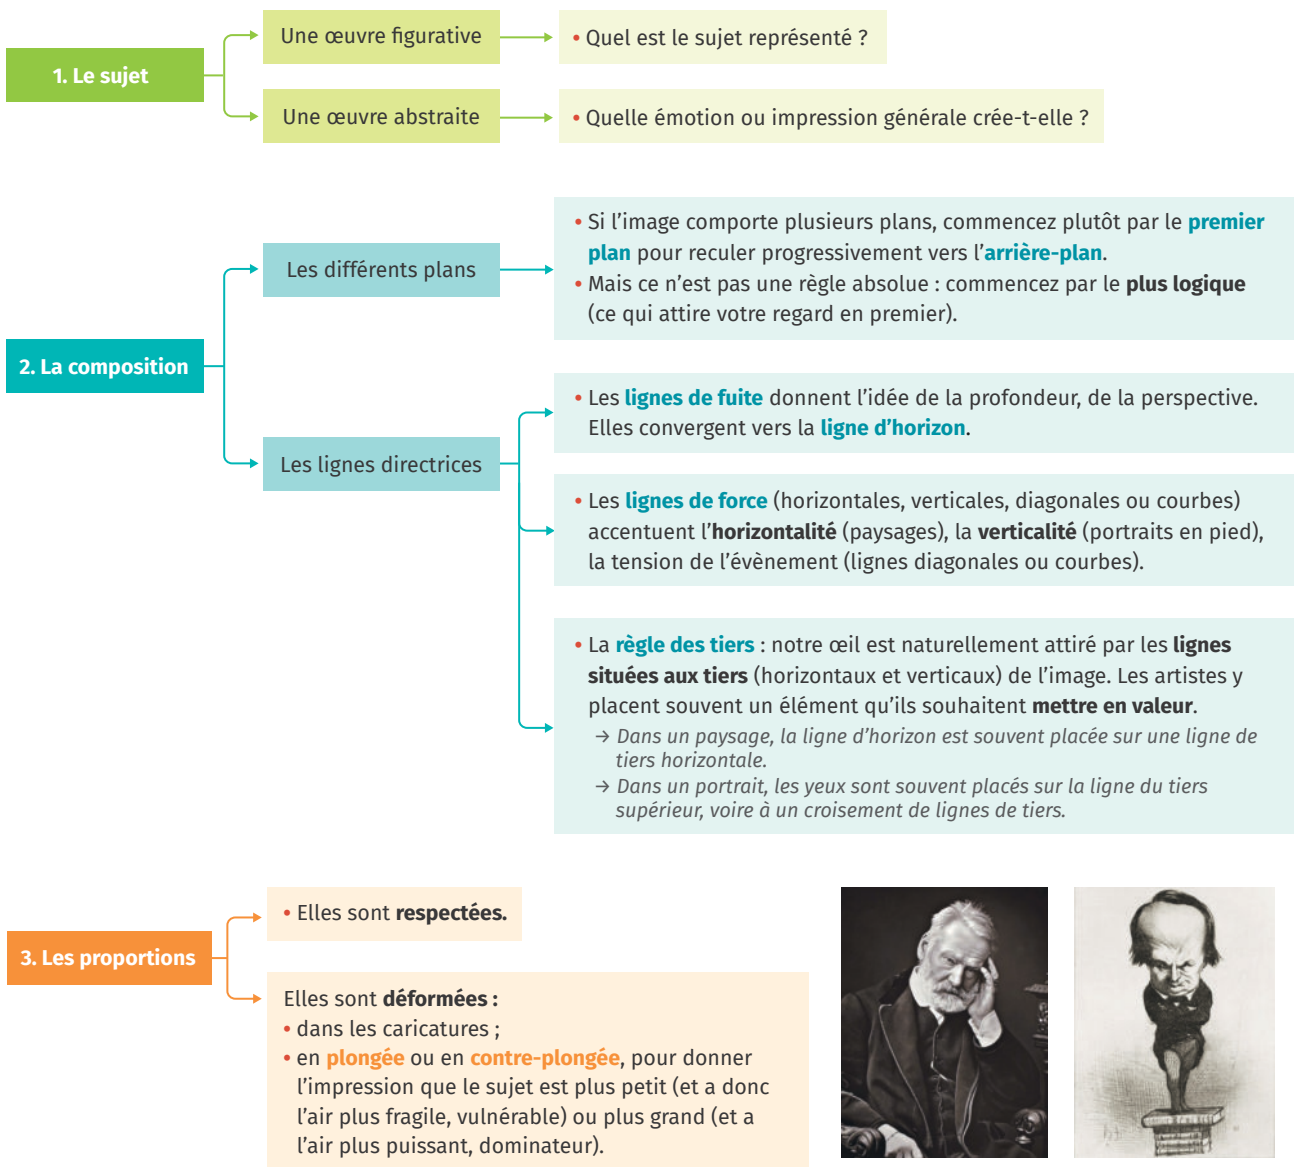 1. Le sujet
Une œuvre figurative
• Quel est le sujet représenté ?
Une œuvre abstraite
• Quelle émotion ou impression générale crée-t-elle ?
2. La composition
Les différents plans
• Si l’image comporte plusieurs plans, commencez plutôt par le premier
plan pour reculer progressivement vers l’arrière-plan.
• Mais ce n’est pas une règle absolue : commencez par le plus logique
(ce qui attire votre regard en premier).
Les lignes directrices
• Les lignes de fuite donnent l’idée de la profondeur, de la perspective.
Elles convergent vers la ligne d’horizon.
• Les lignes de force (horizontales, verticales, diagonales ou courbes)
accentuent l’horizontalité (paysages), la verticalité (portraits en pied),
la tension de l’évènement (lignes diagonales ou courbes).
• La règle des tiers : notre œil est naturellement attiré par les lignes
situées aux tiers (horizontaux et verticaux) de l’image. Les artistes y
placent souvent un élément qu’ils souhaitent mettre en valeur.
→ Dans un paysage, la ligne d’horizon est souvent placée sur une ligne de
tiers horizontale.
→ Dans un portrait, les yeux sont souvent placés sur la ligne du tiers
supérieur, voire à un croisement de lignes de tiers.
3. Les proportions
• Elles sont respectées.
Elles sont déformées :
• dans les caricatures ;
• en plongée ou en contre-plongée, pour donner
l’impression que le sujet est plus petit (et a donc
l’air plus fragile, vulnérable) ou plus grand (et a
l’air plus puissant, dominateur).